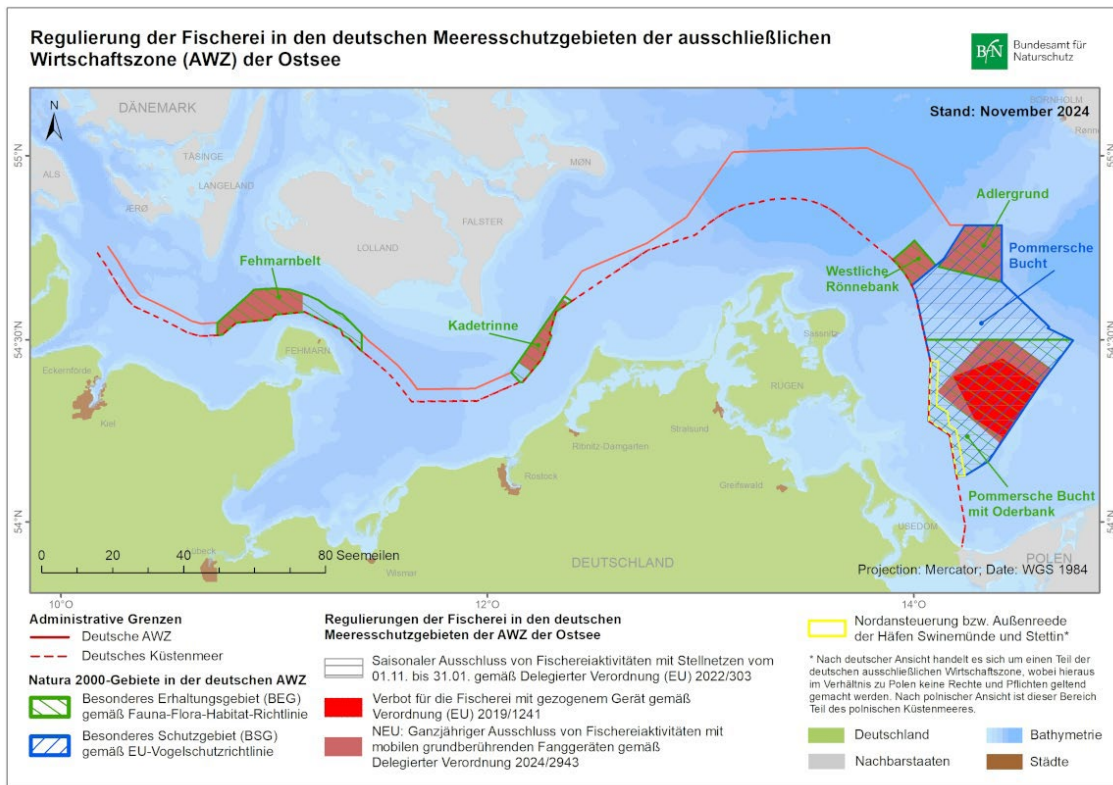 Regulierung der Fischerei in den deutschen Meeresschutzgebieten der ausschließlichen
Wirtschaftszone (AWZ) der Ostsee
BfN
Bundesamt für
Naturschutz
N
DÄNEMARK
BORNHOLM
Rønne
Stand: November 2024
55°N
55°N
TÅSINGE
MØN
ALS
LANGELAND
ÆRØ
FALSTER
LOLLAND
Adlergrund
Pommersche
Bucht
Fehmarnbelt
Westliche
Rönnebank
Kadetrinne
54°30'N
54°30'N
Sassnitz
FEHMARN
Eckernförde
RÜGEN
Kiel
Stralsund
Ribnitz-Damgarten
Rostock
Greifswald
Pommersche Bucht
mit Oderbank
54°N
54°N
USEDOM
0 20 40 80 Seemeilen
Lübeck
Wismar
DEUTSCHLAND
POLEN
Projection: Mercator; Date: WGS 1984
10°O
12°O
14°O
Administrative Grenzen
Deutsche AWZ
Deutsches Küstenmeer
Natura 2000-Gebiete in der deutschen AWZ
Besonderes Erhaltungsgebiet (BEG)
gemäß Fauna-Flora-Habitat-Richtlinie
Besonderes Schutzgebiet (BSG)
gemäß EU-Vogelschutzrichtlinie
Regulierungen der Fischerei in den deutschen
Meeresschutzgebieten der AWZ der Ostsee
Saisonaler Ausschluss von Fischereiaktivitäten mit Stellnetzen vom
01.11. bis 31.01. gemäß Delegierter Verordnung (EU) 2022/303
Verbot für die Fischerei mit gezogenem Gerät gemäß
Verordnung (EU) 2019/1241
NEU: Ganzjähriger Ausschluss von Fischereiaktivitäten mit
mobilen grundberührenden Fanggeräten gemäß
Delegierter Verordnung 2024/2943
Nordansteuerung bzw. Außenreede
der Häfen Swinemünde und Stettin*
* Nach deutscher Ansicht handelt es sich um einen Teil der
deutschen ausschließlichen Wirtschaftszone, wobei hieraus
im Verhältnis zu Polen keine Rechte und Pflichten geltend
gemacht werden. Nach polnischer Ansicht ist dieser Bereich
Teil des polnischen Küstenmeeres.
Deutschland
Bathymetrie
Nachbarstaaten
Städte